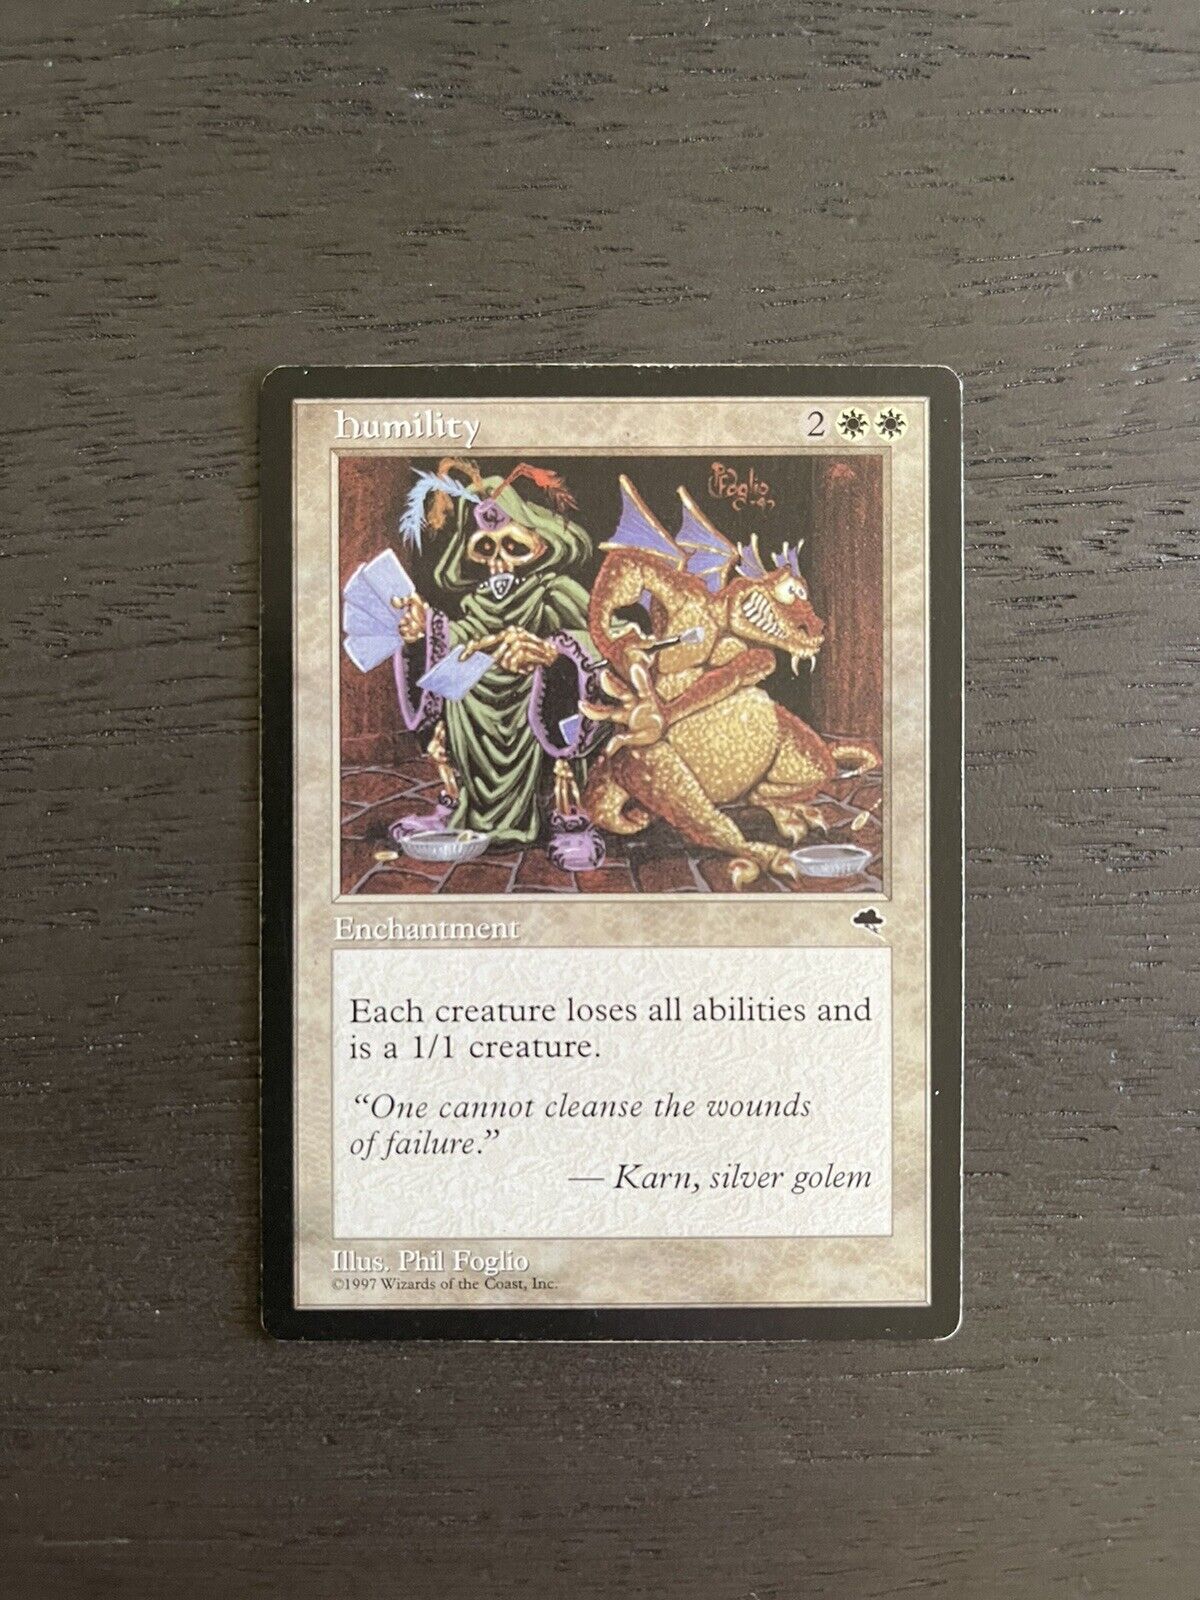 Humility 2
PFoglio
Enchantment
Each creature loses all abilities and
is a 1/1 creature.
“One cannot cleanse the wounds
of failure.”
— Karn, silver golem
Illus. Phil Foglio
©1997 Wizards of the Coast, Inc.